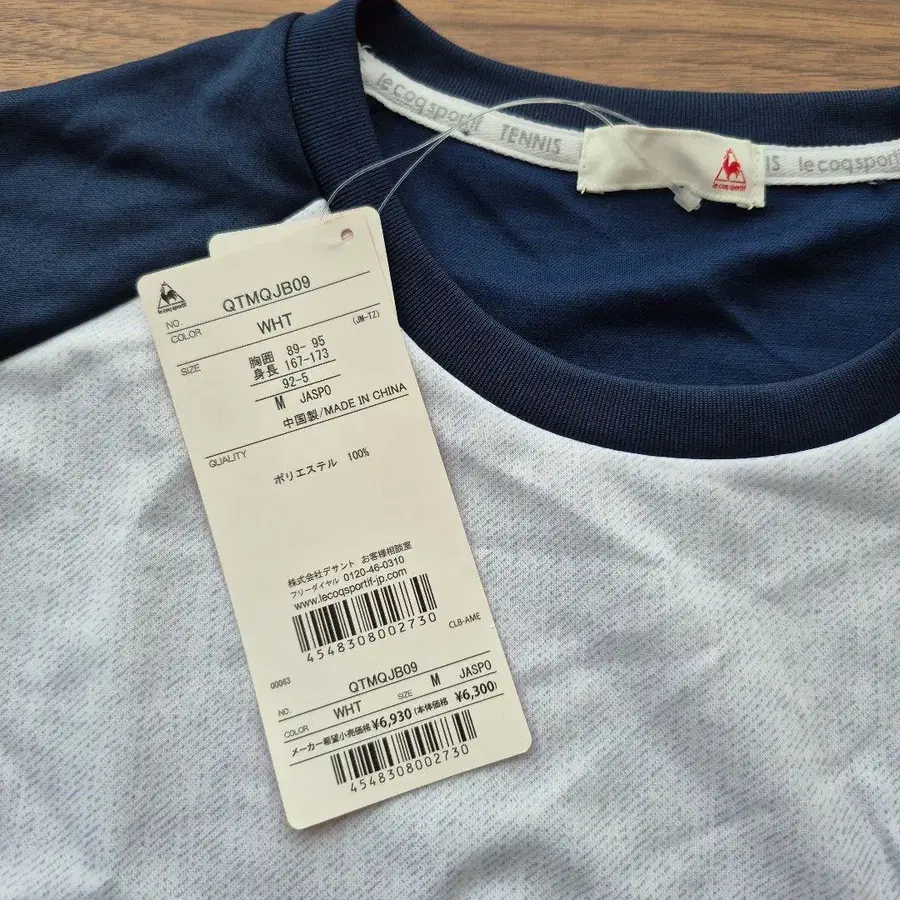 le coq sportif TENNIS
IS le coq sportif
le coq sportif
NO. QTMQJB09
COLOR WHT (JM-TZ)
SIZE 胸囲 89- 95
身長 167-173
92-5
M JASPO
中国製/MADE IN CHINA
QUALITY
ポリエステル 100%
株式会社デサント お客様相談室
フリーダイヤル 0120-46-0310
www.lecoqsportif-jp.com
4548308002730
CLB-AME
00063
NO. QTMQJB09
COLOR WHT SIZE M JASPO
メーカー希望小売価格 ¥6,930 (本体価格 ¥6,300)
4548308002730